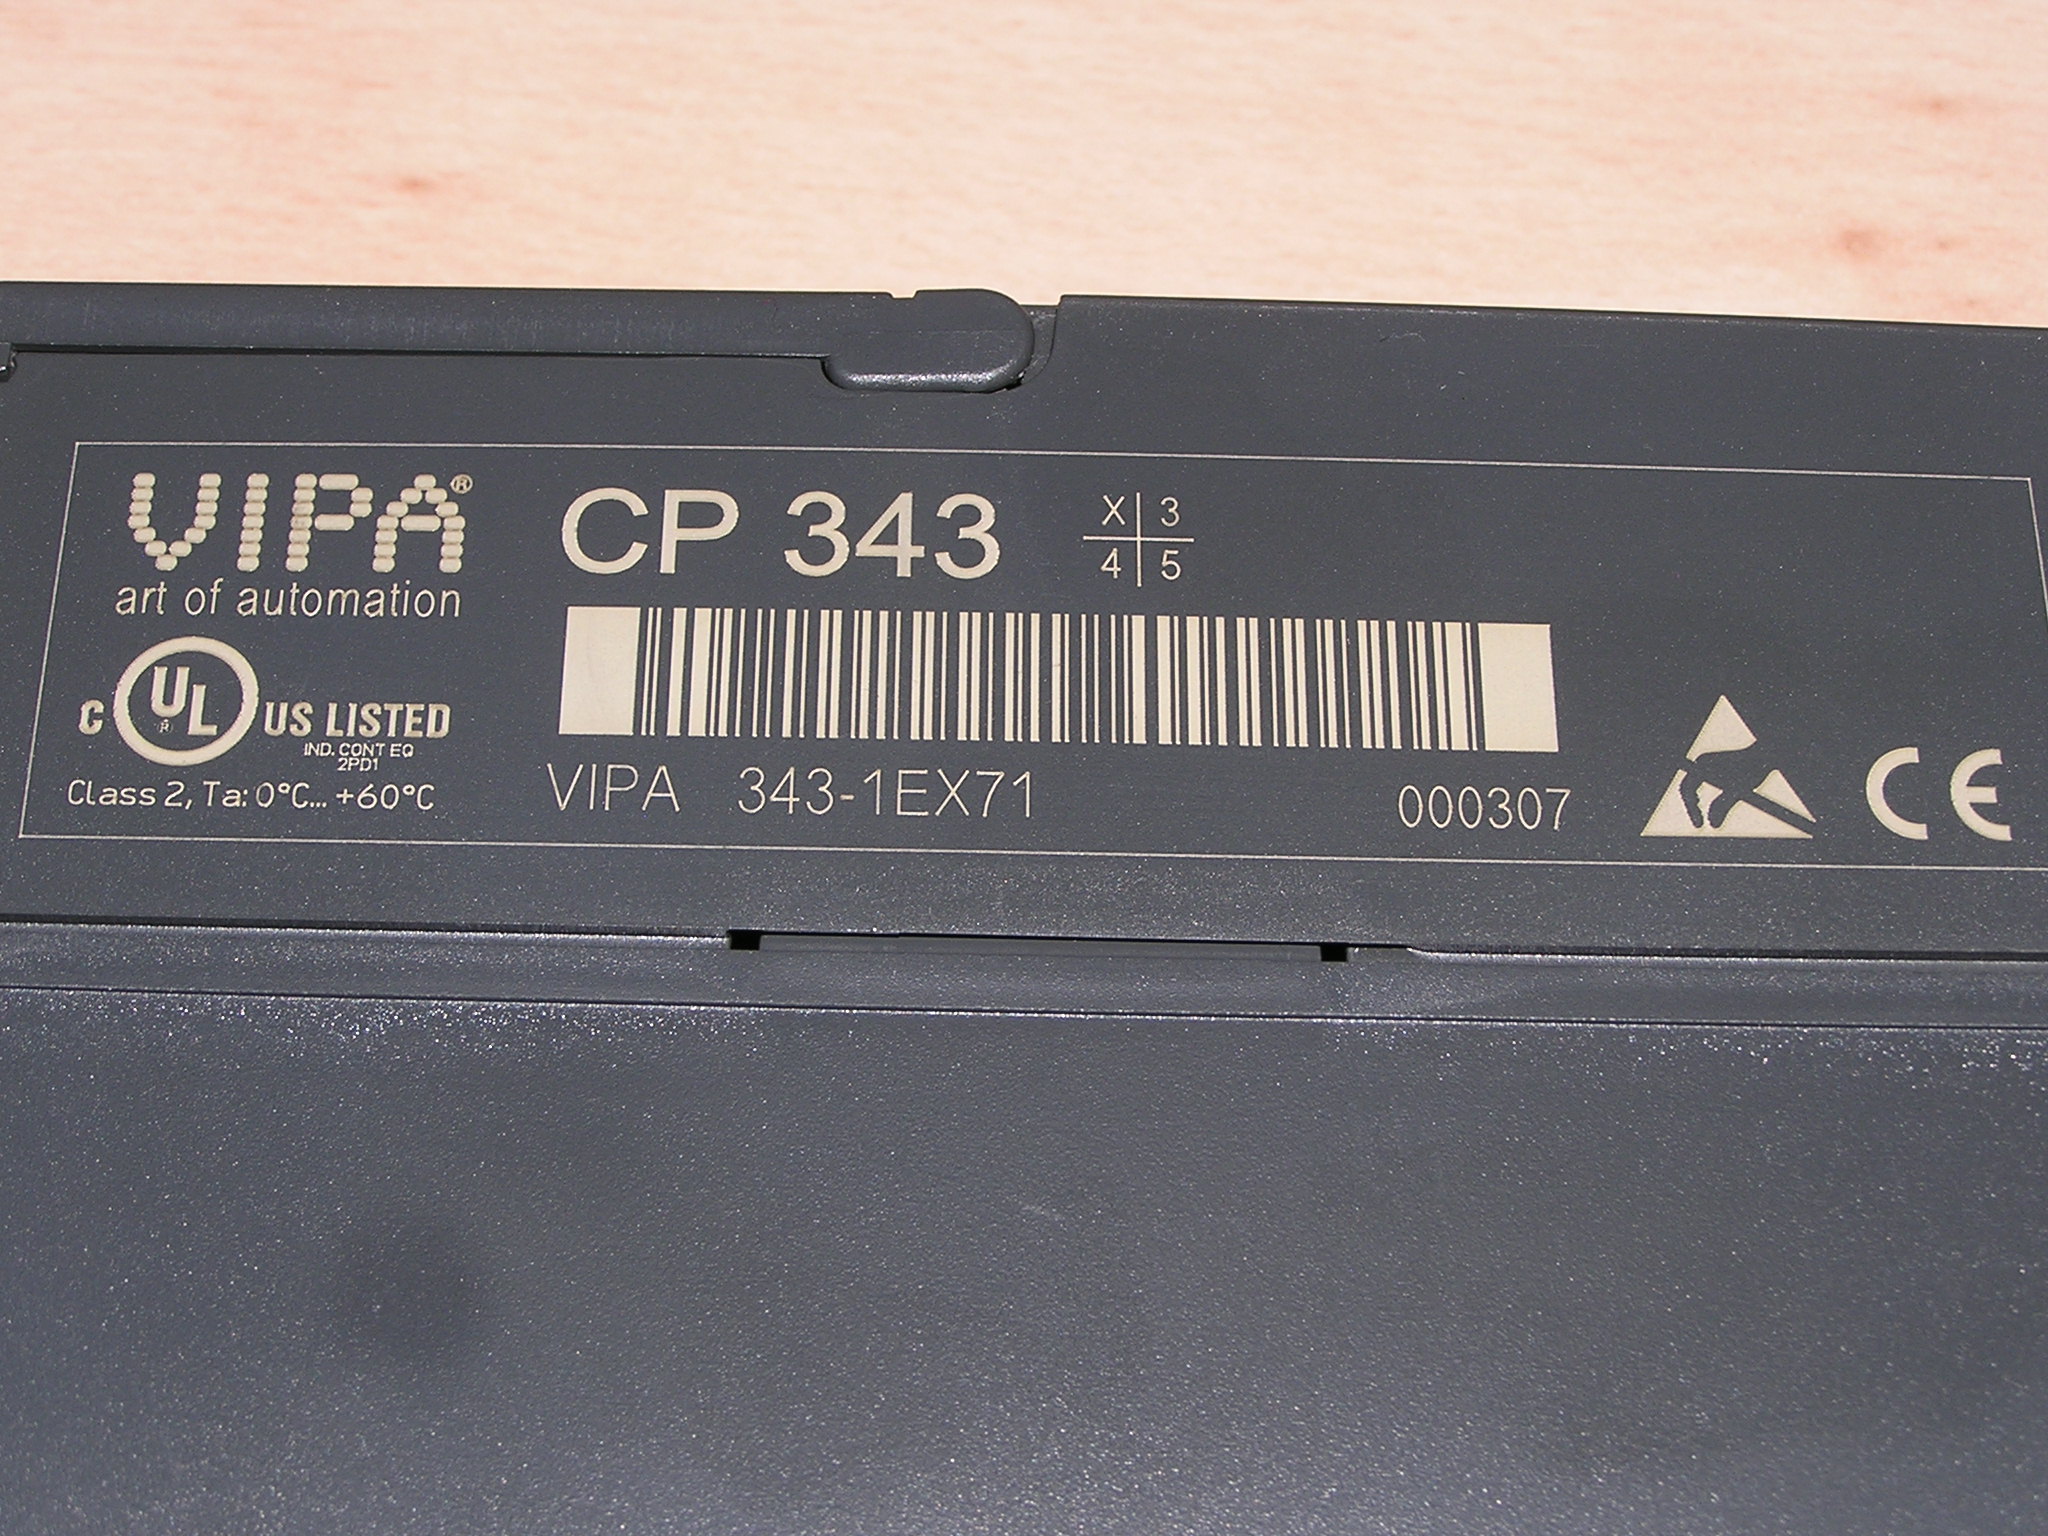 VIPA®
art of automation
CP 343
X 3
4 5
C UL® US LISTED
IND. CONT EQ
2PD1
Class 2, Ta: 0°C... +60°C
VIPA 343-1EX71
000307
CE